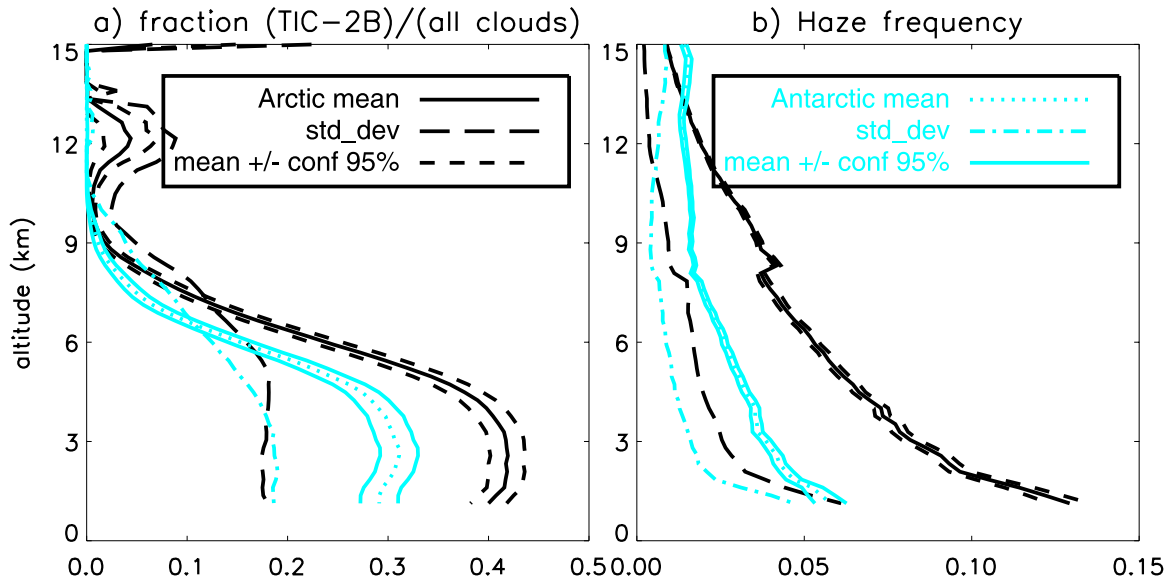 a) fraction (TIC-2B)/(all clouds)
b) Haze frequency
15
12
9
6
3
0
altitude (km)
Arctic mean
std_dev
mean +/- conf 95%
0.0 0.1 0.2 0.3 0.4 0.5
15
12
9
6
3
0
Antarctic mean
std_dev
mean +/- conf 95%
0.00 0.05 0.10 0.15